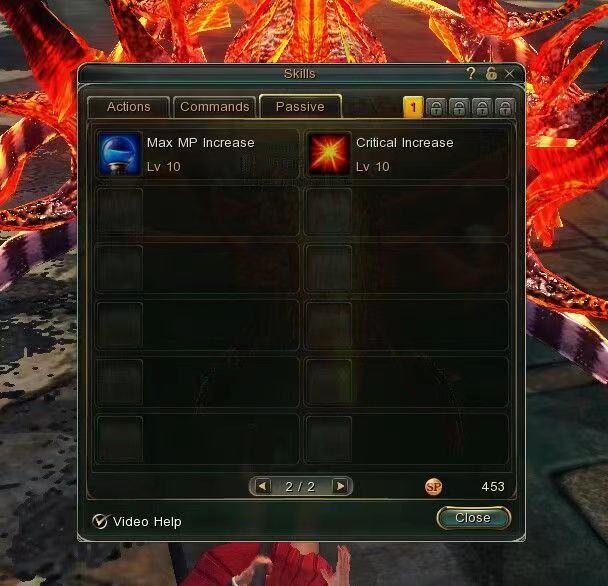 Skills ?
Actions Commands Passive 1
Max MP Increase Critical Increase
Lv 10 Lv 10
2 / 2 SP 453
Video Help Close